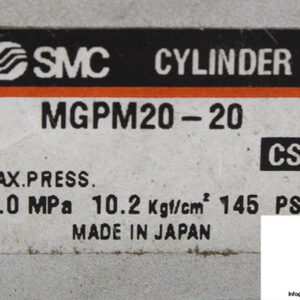 SMC CYLINDER
MGPM20-20
CS
AX.PRESS.
.0 MPa 10.2 Kgf/cm² 145 PS
MADE IN JAPAN